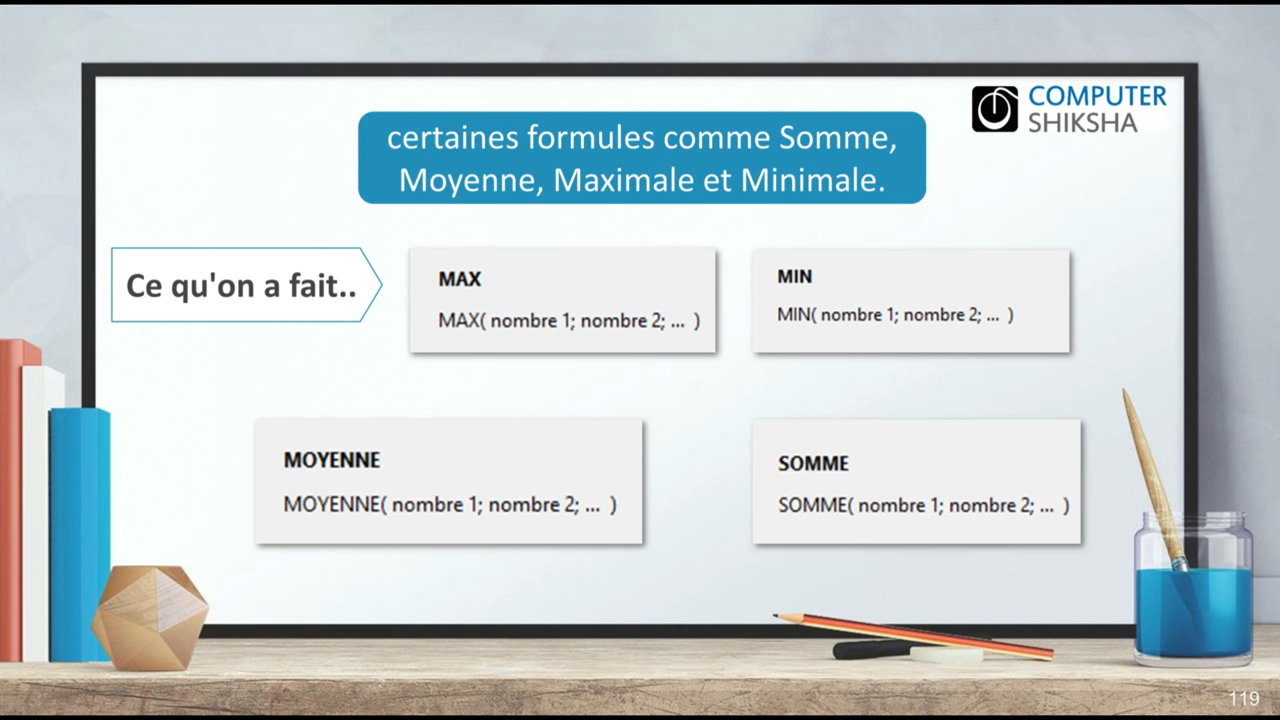 COMPUTER
SHIKSHA
certaines formules comme Somme,
Moyenne, Maximale et Minimale.
Ce qu'on a fait..
MAX
MAX( nombre 1; nombre 2; ... )
MIN
MIN( nombre 1; nombre 2; ... )
MOYENNE
MOYENNE( nombre 1; nombre 2; ... )
SOMME
SOMME( nombre 1; nombre 2; ... )
119